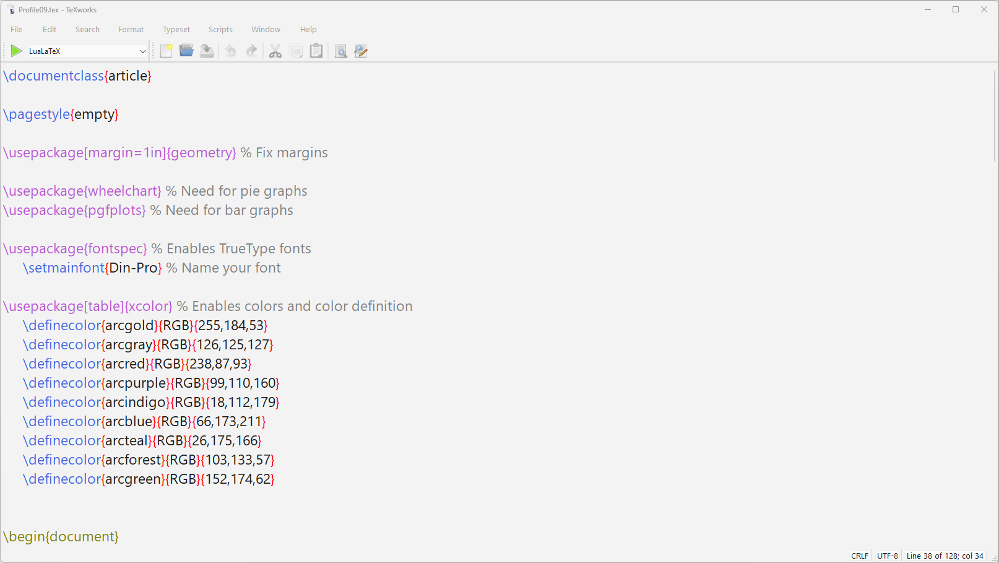 Profile09.tex - TeXworks
File Edit Search Format Typeset Scripts Window Help
LuaLaTeX
\documentclass{article}
\pagestyle{empty}
\usepackage[margin=1in]{geometry} % Fix margins
\usepackage{wheelchart} % Need for pie graphs
\usepackage{pgfplots} % Need for bar graphs
\usepackage{fontspec} % Enables TrueType fonts
\setmainfont{Din-Pro} % Name your font
\usepackage[table]{xcolor} % Enables colors and color definition
\definecolor{arcgold}{RGB}{255,184,53}
\definecolor{arcgray}{RGB}{126,125,127}
\definecolor{arcred}{RGB}{238,87,93}
\definecolor{arcpurple}{RGB}{99,110,160}
\definecolor{arcindigo}{RGB}{18,112,179}
\definecolor{arcblue}{RGB}{66,173,211}
\definecolor{arcteal}{RGB}{26,175,166}
\definecolor{arcforest}{RGB}{103,133,57}
\definecolor{arcgreen}{RGB}{152,174,62}
\begin{document}
CRLF UTF-8 Line 38 of 128; col 34